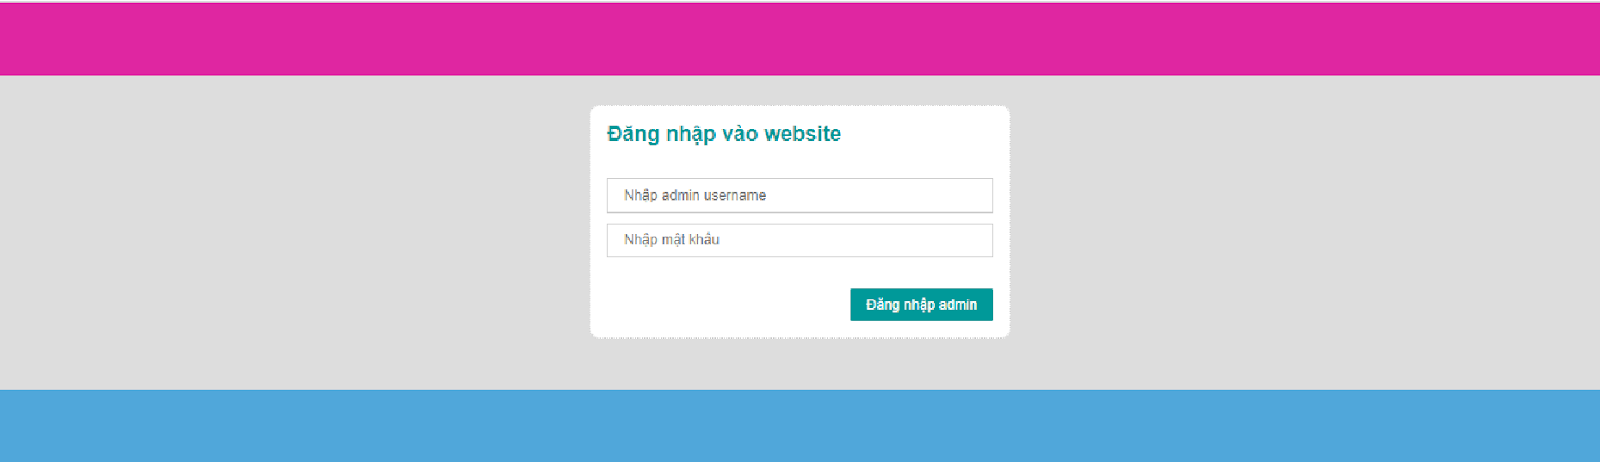 Đăng nhập vào website
Nhập admin username
Nhập mật khẩu
Đăng nhập admin